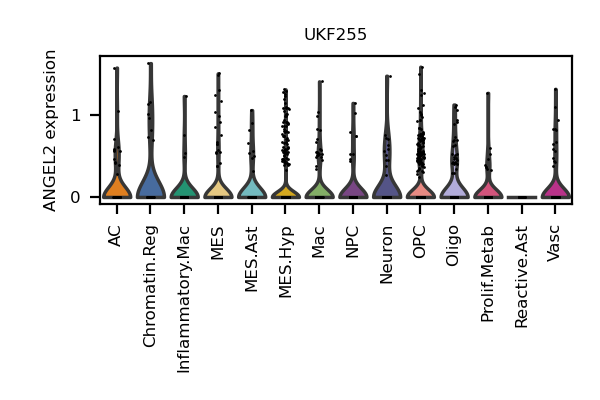 UKF255
ANGEL2 expression
1
0
AC
Chromatin.Reg
Inflammatory.Mac
MES
MES.Ast
MES.Hyp
Mac
NPC
Neuron
OPC
Oligo
Prolif.Metab
Reactive.Ast
Vasc